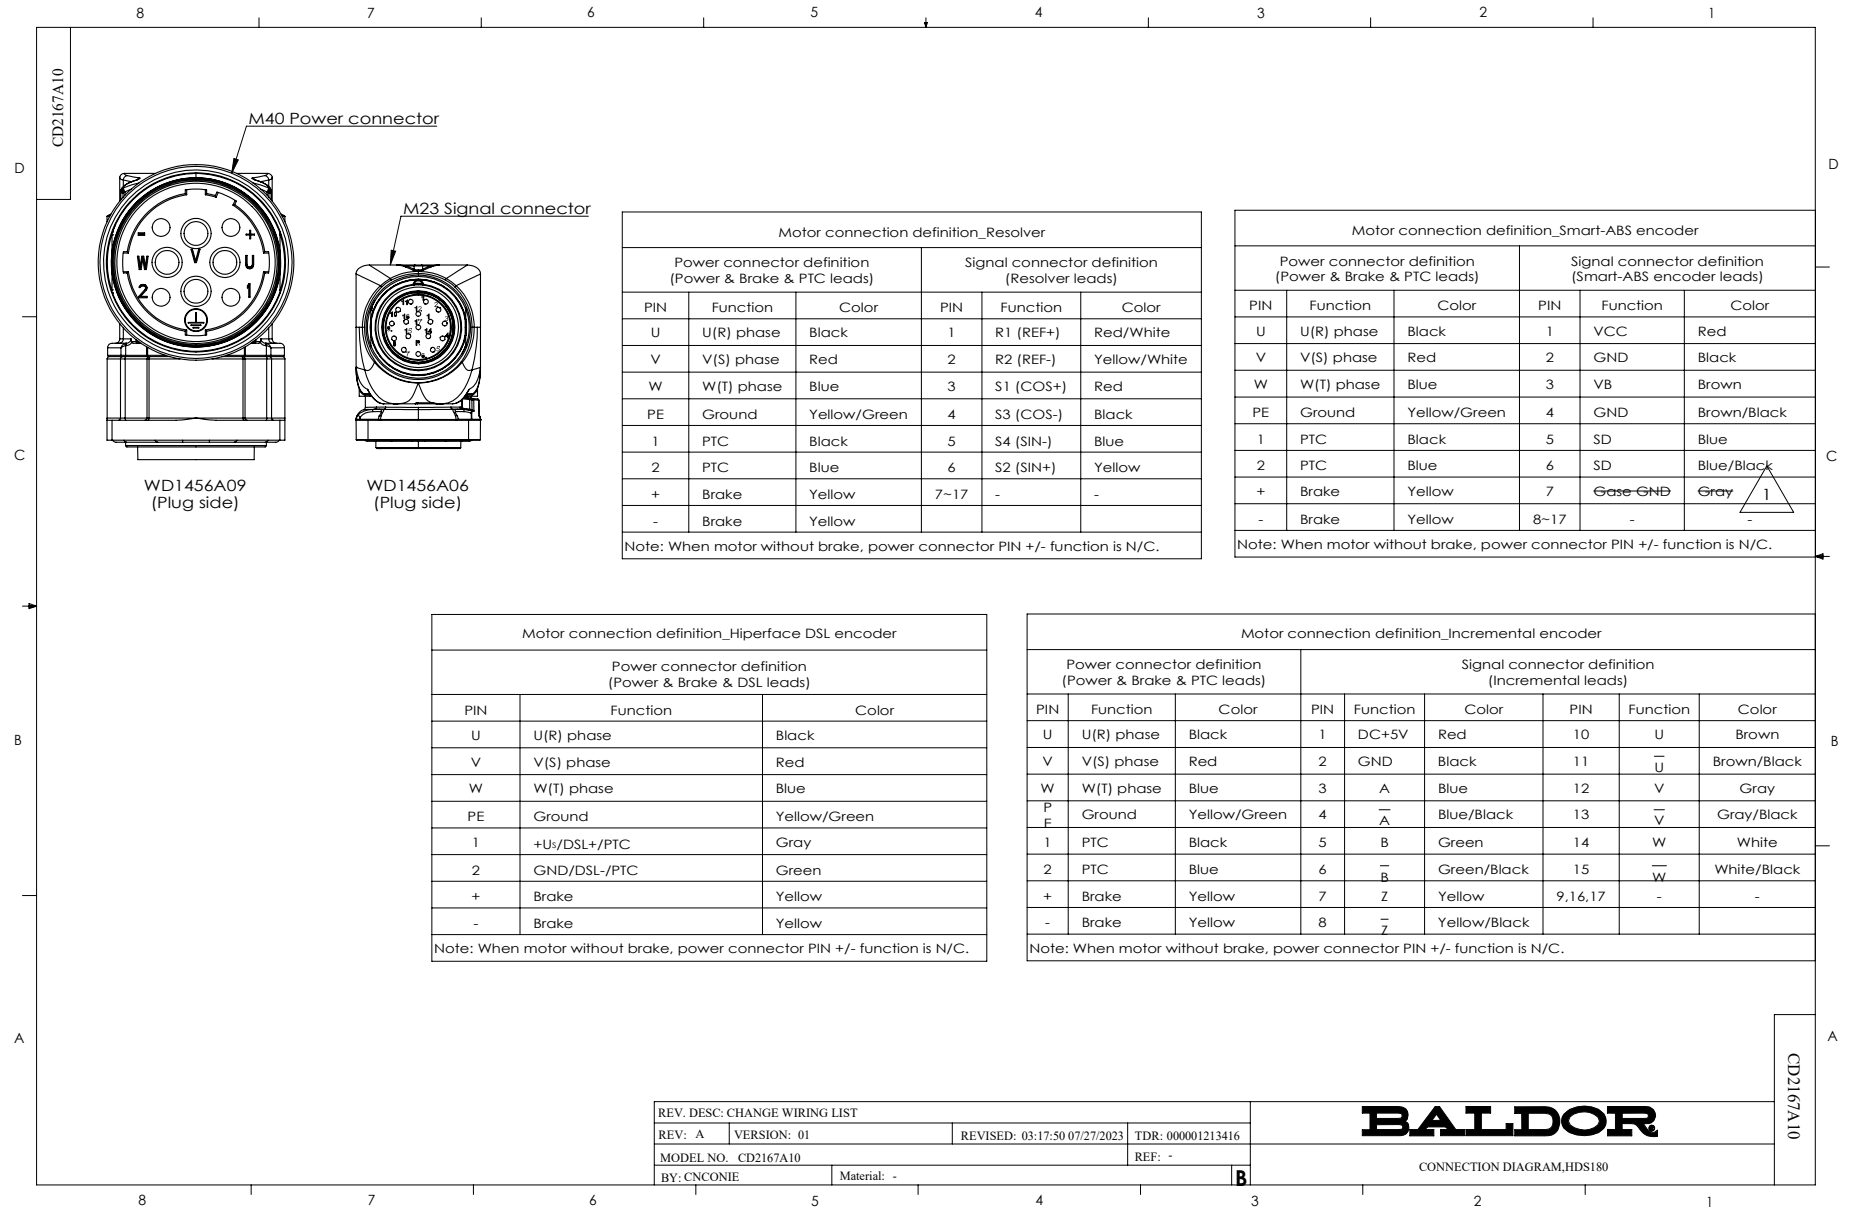 8 7 6 5 4 3 2 1
CD2167A10
D
D
M40 Power connector
M23 Signal connector
- +
W V U
2 1
WD1456A09
(Plug side)
WD1456A06
(Plug side)
Motor connection definition_Resolver
Power connector definition
(Power & Brake & PTC leads)
Signal connector definition
(Resolver leads)
PIN Function Color PIN Function Color
U U(R) phase Black 1 R1 (REF+) Red/White
V V(S) phase Red 2 R2 (REF-) Yellow/White
W W(T) phase Blue 3 S1 (COS+) Red
PE Ground Yellow/Green 4 S3 (COS-) Black
1 PTC Black 5 S4 (SIN-) Blue
2 PTC Blue 6 S2 (SIN+) Yellow
+ Brake Yellow 7~17 - -
- Brake Yellow
Note: When motor without brake, power connector PIN +/- function is N/C.
Motor connection definition_Smart-ABS encoder
Power connector definition
(Power & Brake & PTC leads)
Signal connector definition
(Smart-ABS encoder leads)
PIN Function Color PIN Function Color
U U(R) phase Black 1 VCC Red
V V(S) phase Red 2 GND Black
W W(T) phase Blue 3 VB Brown
PE Ground Yellow/Green 4 GND Brown/Black
1 PTC Black 5 SD Blue
2 PTC Blue 6 SD Blue/Black
+ Brake Yellow 7 Gase GND Gray 1
- Brake Yellow 8~17 - -
Note: When motor without brake, power connector PIN +/- function is N/C.
C
C
Motor connection definition_Hiperface DSL encoder
Power connector definition
(Power & Brake & DSL leads)
PIN Function Color
U U(R) phase Black
V V(S) phase Red
W W(T) phase Blue
PE Ground Yellow/Green
1 +Us/DSL+/PTC Gray
2 GND/DSL-/PTC Green
+ Brake Yellow
- Brake Yellow
Note: When motor without brake, power connector PIN +/- function is N/C.
Motor connection definition_Incremental encoder
Power connector definition
(Power & Brake & PTC leads)
Signal connector definition
(Incremental leads)
PIN Function Color PIN Function Color PIN Function Color
U U(R) phase Black 1 DC+5V Red 10 U Brown
V V(S) phase Red 2 GND Black 11 U̅ Brown/Black
W W(T) phase Blue 3 A Blue 12 V Gray
PE Ground Yellow/Green 4 A̅ Blue/Black 13 V̅ Gray/Black
1 PTC Black 5 B Green 14 W White
2 PTC Blue 6 B̅ Green/Black 15 W̅ White/Black
+ Brake Yellow 7 Z Yellow 9,16,17 - -
- Brake Yellow 8 Z̅ Yellow/Black
Note: When motor without brake, power connector PIN +/- function is N/C.
B
B
A
A
CD2167A10
REV. DESC: CHANGE WIRING LIST
REV: A VERSION: 01 REVISED: 03:17:50 07/27/2023 TDR: 000001213416
MODEL NO. CD2167A10 REF: -
BY: CNCONIE Material: - B
BALDOR
CONNECTION DIAGRAM,HDS180
8 7 6 5 4 3 2 1